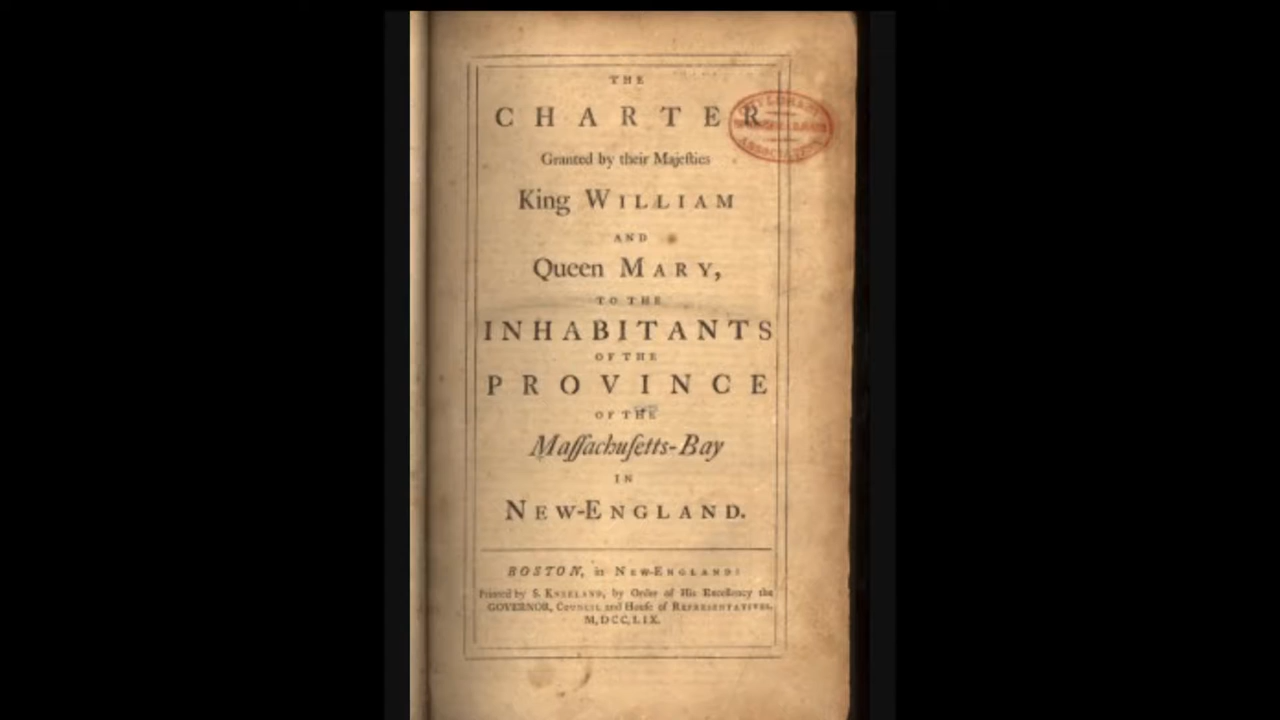 THE
CHARTER
Granted by their Majeſties
King WILLIAM
AND
Queen MARY,
TO THE
INHABITANTS
OF THE
PROVINCE
OF THE
Maſſachuſetts-Bay
IN
NEW-ENGLAND.
BOSTON, in NEW-ENGLAND:
Printed by S. KNEELAND, by Order of His Excellency the
GOVERNOR, COUNCIL and Houſe of REPRESENTATIVES.
M,DCC,LIX.